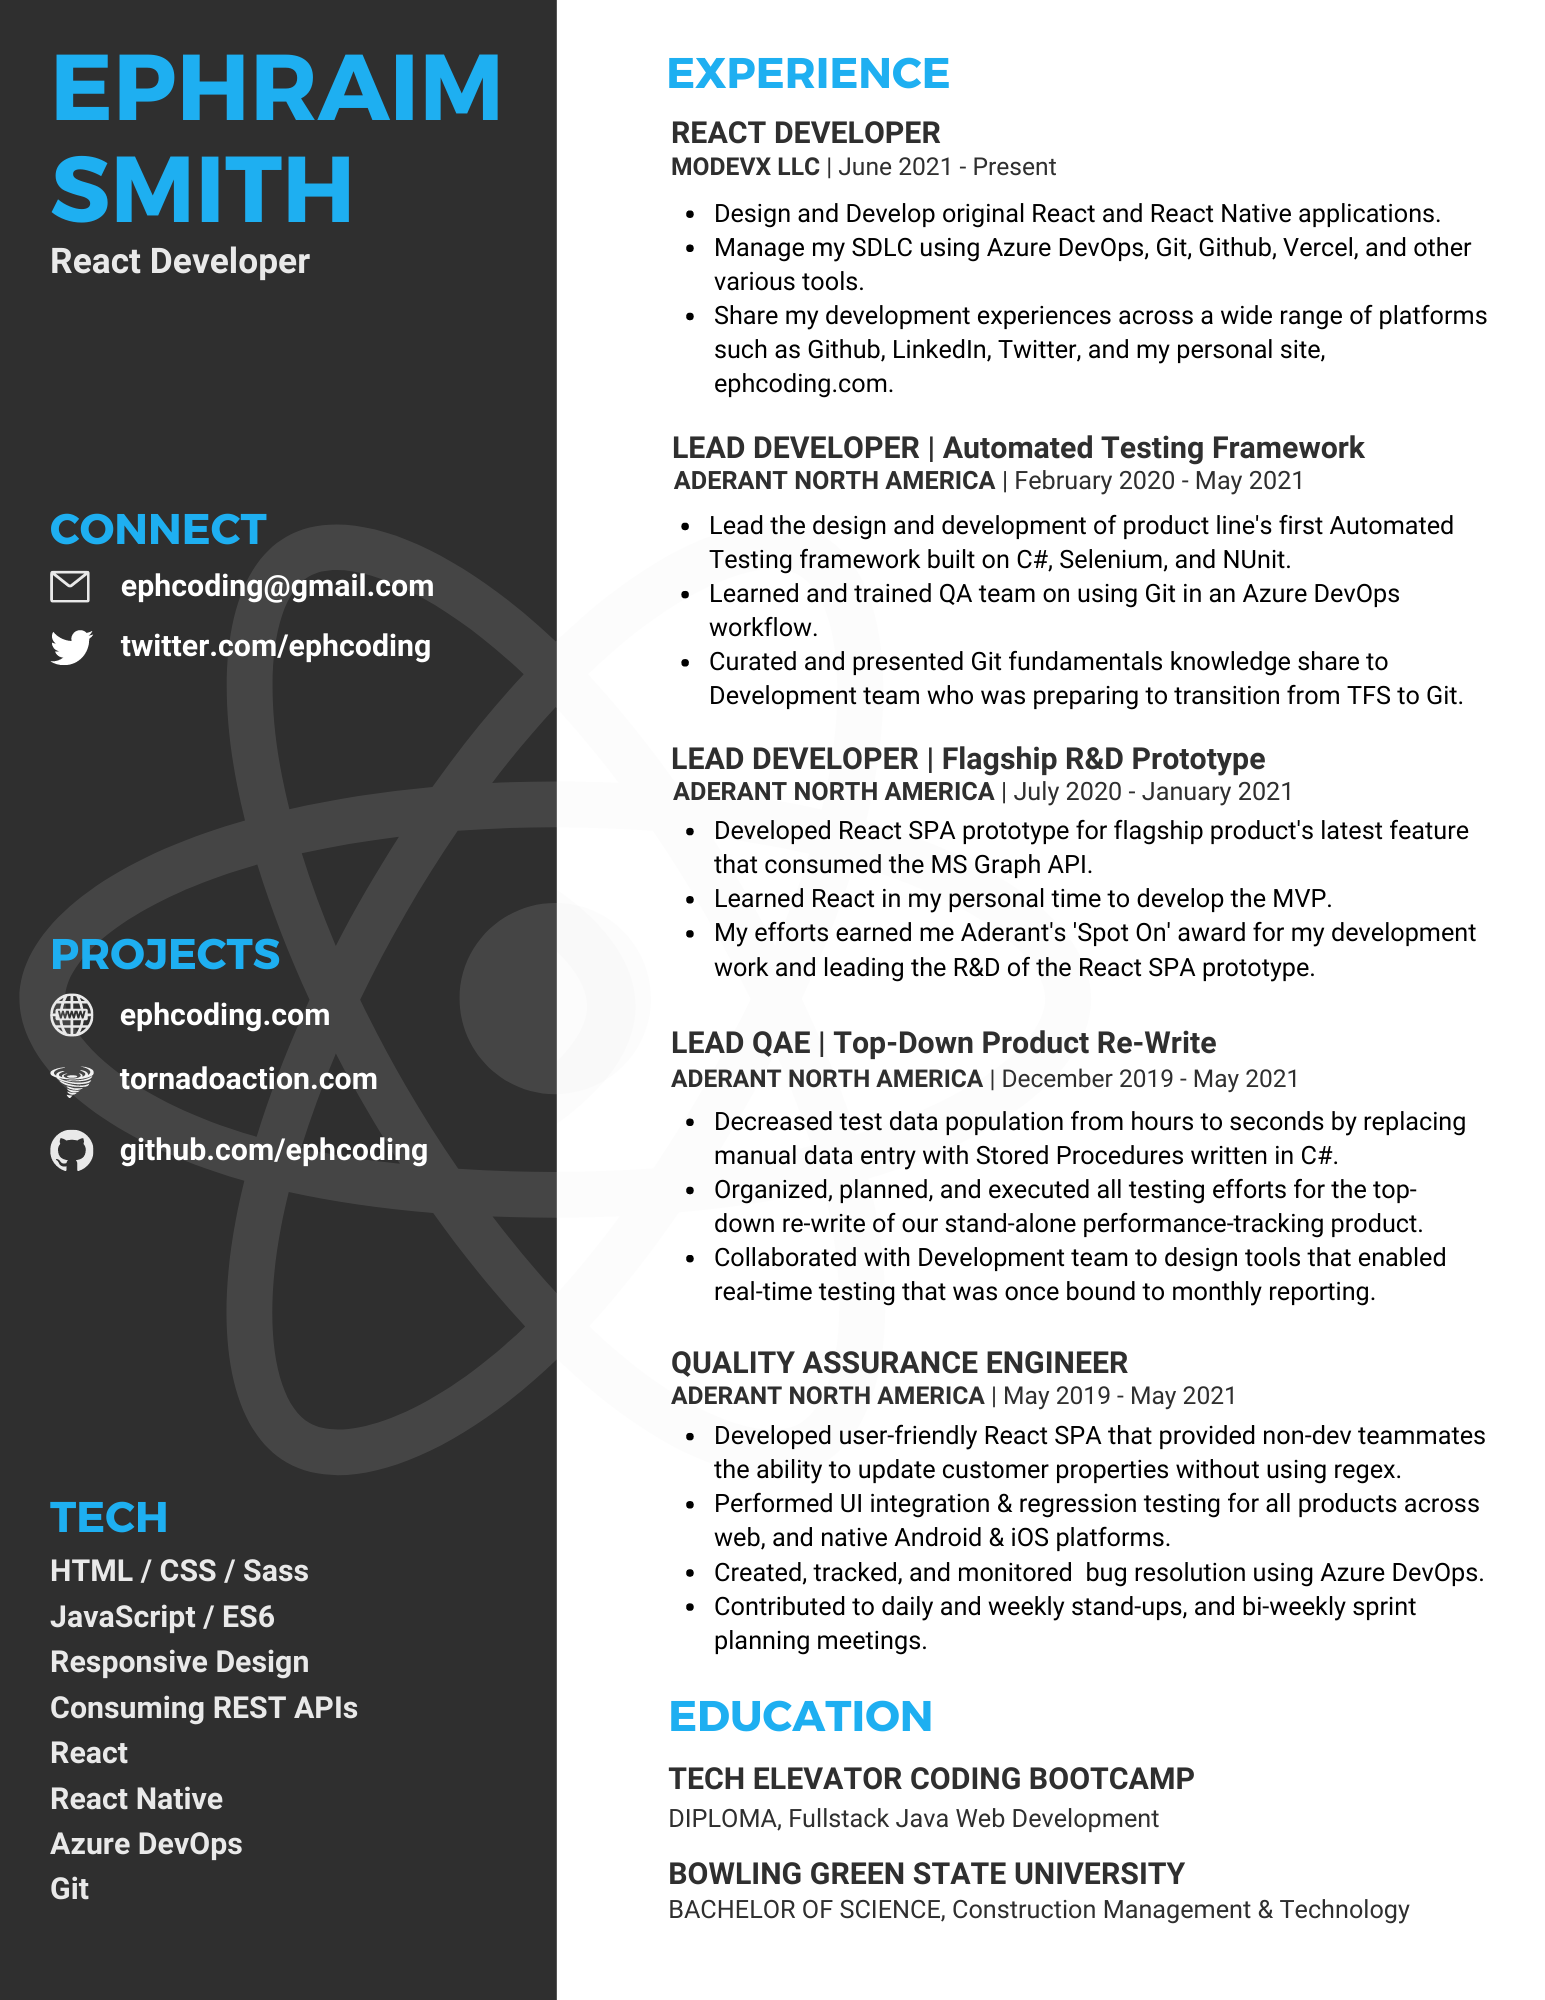 EPHRAIM
SMITH
React Developer
CONNECT
ephcoding@gmail.com
twitter.com/ephcoding
PROJECTS
www
ephcoding.com
tornadoaction.com
github.com/ephcoding
TECH
HTML / CSS / Sass
JavaScript / ES6
Responsive Design
Consuming REST APIs
React
React Native
Azure DevOps
Git
EXPERIENCE
REACT DEVELOPER
MODEVX LLC | June 2021 - Present
• Design and Develop original React and React Native applications.
• Manage my SDLC using Azure DevOps, Git, Github, Vercel, and other
various tools.
• Share my development experiences across a wide range of platforms
such as Github, LinkedIn, Twitter, and my personal site,
ephcoding.com.
LEAD DEVELOPER | Automated Testing Framework
ADERANT NORTH AMERICA | February 2020 - May 2021
• Lead the design and development of product line's first Automated
Testing framework built on C#, Selenium, and NUnit.
• Learned and trained QA team on using Git in an Azure DevOps
workflow.
• Curated and presented Git fundamentals knowledge share to
Development team who was preparing to transition from TFS to Git.
LEAD DEVELOPER | Flagship R&D Prototype
ADERANT NORTH AMERICA | July 2020 - January 2021
• Developed React SPA prototype for flagship product's latest feature
that consumed the MS Graph API.
• Learned React in my personal time to develop the MVP.
• My efforts earned me Aderant's 'Spot On' award for my development
work and leading the R&D of the React SPA prototype.
LEAD QAE | Top-Down Product Re-Write
ADERANT NORTH AMERICA | December 2019 - May 2021
• Decreased test data population from hours to seconds by replacing
manual data entry with Stored Procedures written in C#.
• Organized, planned, and executed all testing efforts for the top-
down re-write of our stand-alone performance-tracking product.
• Collaborated with Development team to design tools that enabled
real-time testing that was once bound to monthly reporting.
QUALITY ASSURANCE ENGINEER
ADERANT NORTH AMERICA | May 2019 - May 2021
• Developed user-friendly React SPA that provided non-dev teammates
the ability to update customer properties without using regex.
• Performed UI integration & regression testing for all products across
web, and native Android & iOS platforms.
• Created, tracked, and monitored  bug resolution using Azure DevOps.
• Contributed to daily and weekly stand-ups, and bi-weekly sprint
planning meetings.
EDUCATION
TECH ELEVATOR CODING BOOTCAMP
DIPLOMA, Fullstack Java Web Development
BOWLING GREEN STATE UNIVERSITY
BACHELOR OF SCIENCE, Construction Management & Technology